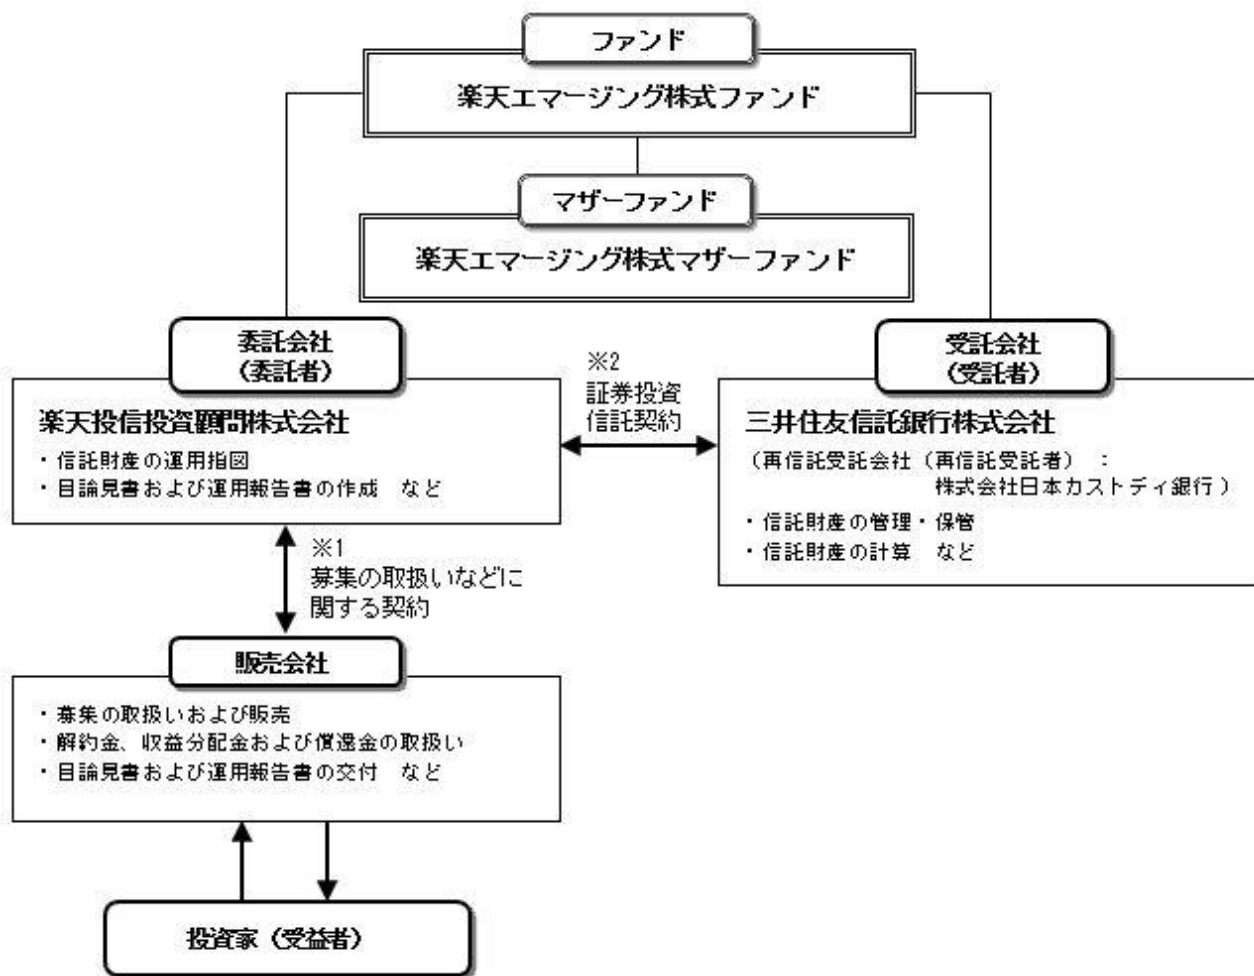 ファンド
楽天エマージング株式ファンド
マザーファンド
楽天エマージング株式マザーファンド
委託会社
（委託者）
楽天投信投資顧問株式会社
・信託財産の運用指図
・目論見書および運用報告書の作成　など
※2
証券投資
信託契約
受託会社
（受託者）
三井住友信託銀行株式会社
（再信託受託会社（再信託受託者）　：
株式会社日本カストディ銀行）
・信託財産の管理・保管
・信託財産の計算　など
※1
募集の取扱いなどに
関する契約
販売会社
・募集の取扱いおよび販売
・解約金、収益分配金および償還金の取扱い
・目論見書および運用報告書の交付　など
投資家（受益者）